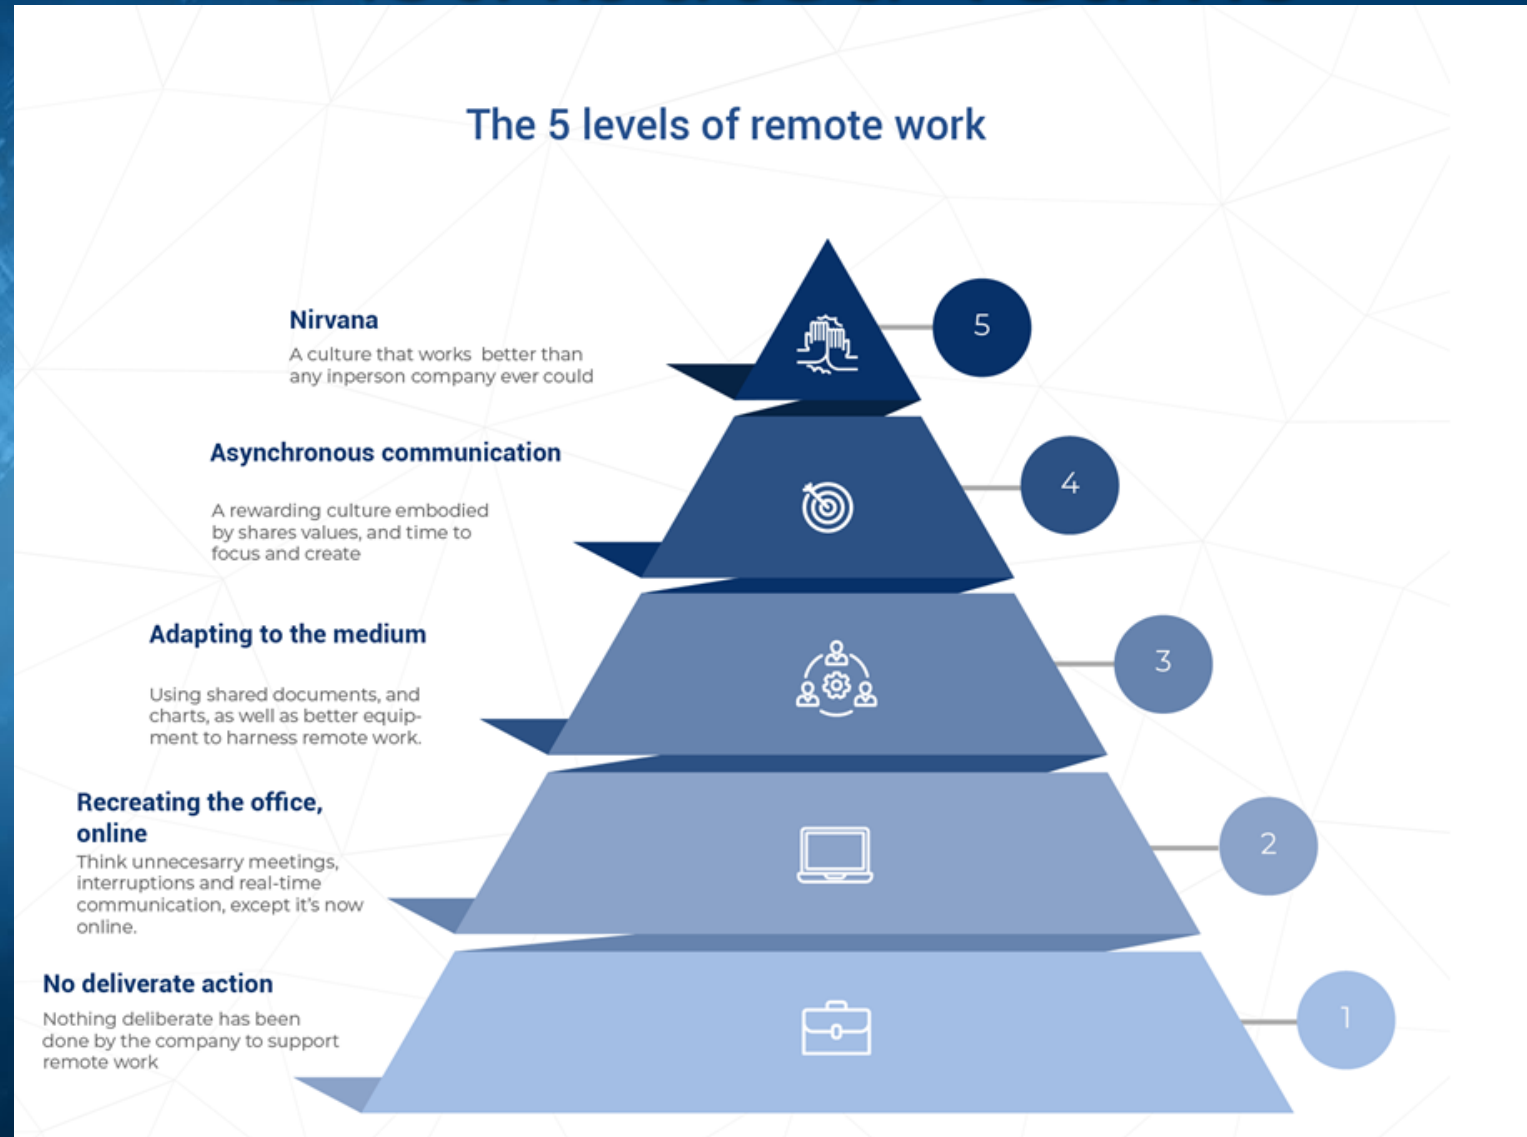 The 5 levels of remote work
Nirvana
A culture that works better than
any inperson company ever could
5
Asynchronous communication
A rewarding culture embodied
by shares values, and time to
focus and create
4
Adapting to the medium
Using shared documents, and
charts, as well as better equip-
ment to harness remote work.
3
Recreating the office,
online
Think unnecesarry meetings,
interruptions and real-time
communication, except it's now
online.
2
No deliverate action
Nothing deliberate has been
done by the company to support
remote work
1